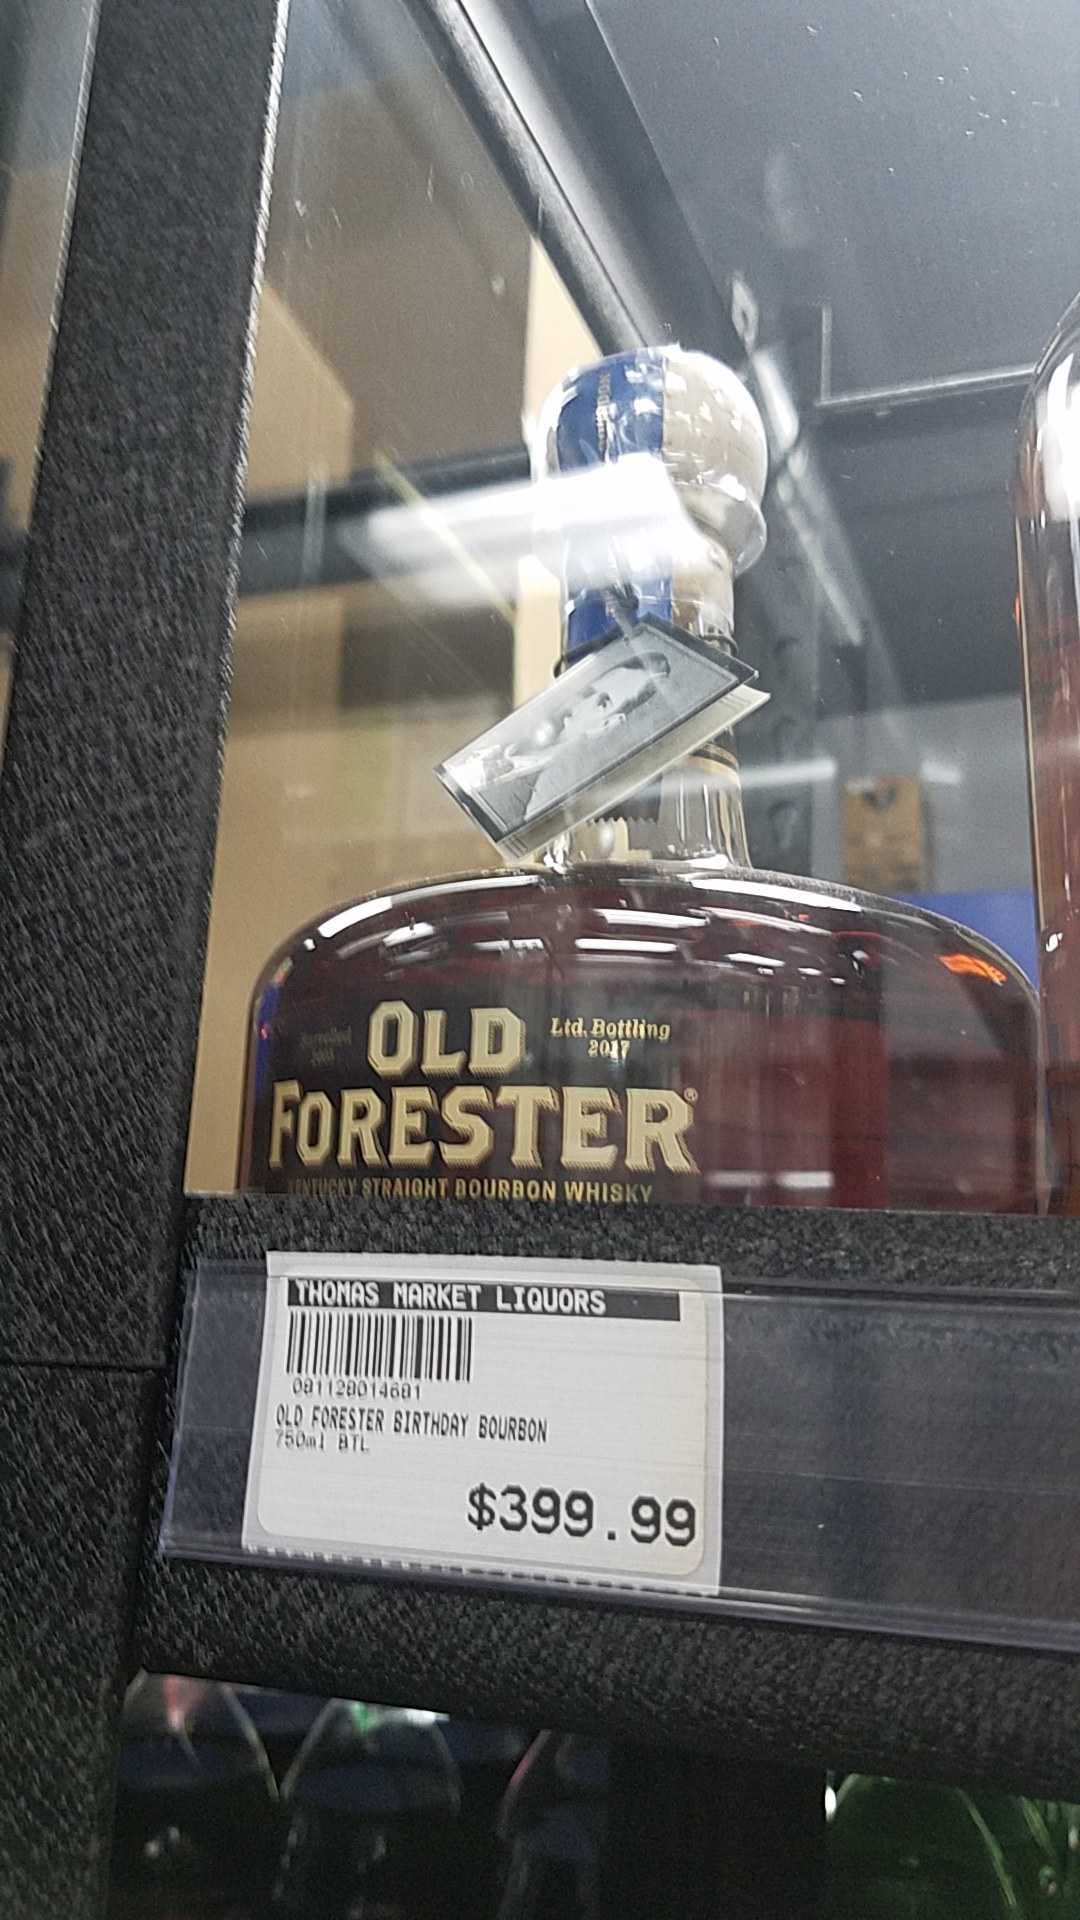 OLD
Ltd. Bottling
2017
FORESTER®
KENTUCKY STRAIGHT BOURBON WHISKY
THOMAS MARKET LIQUORS
081128014681
OLD FORESTER BIRTHDAY BOURBON
750ml BTL
$399.99